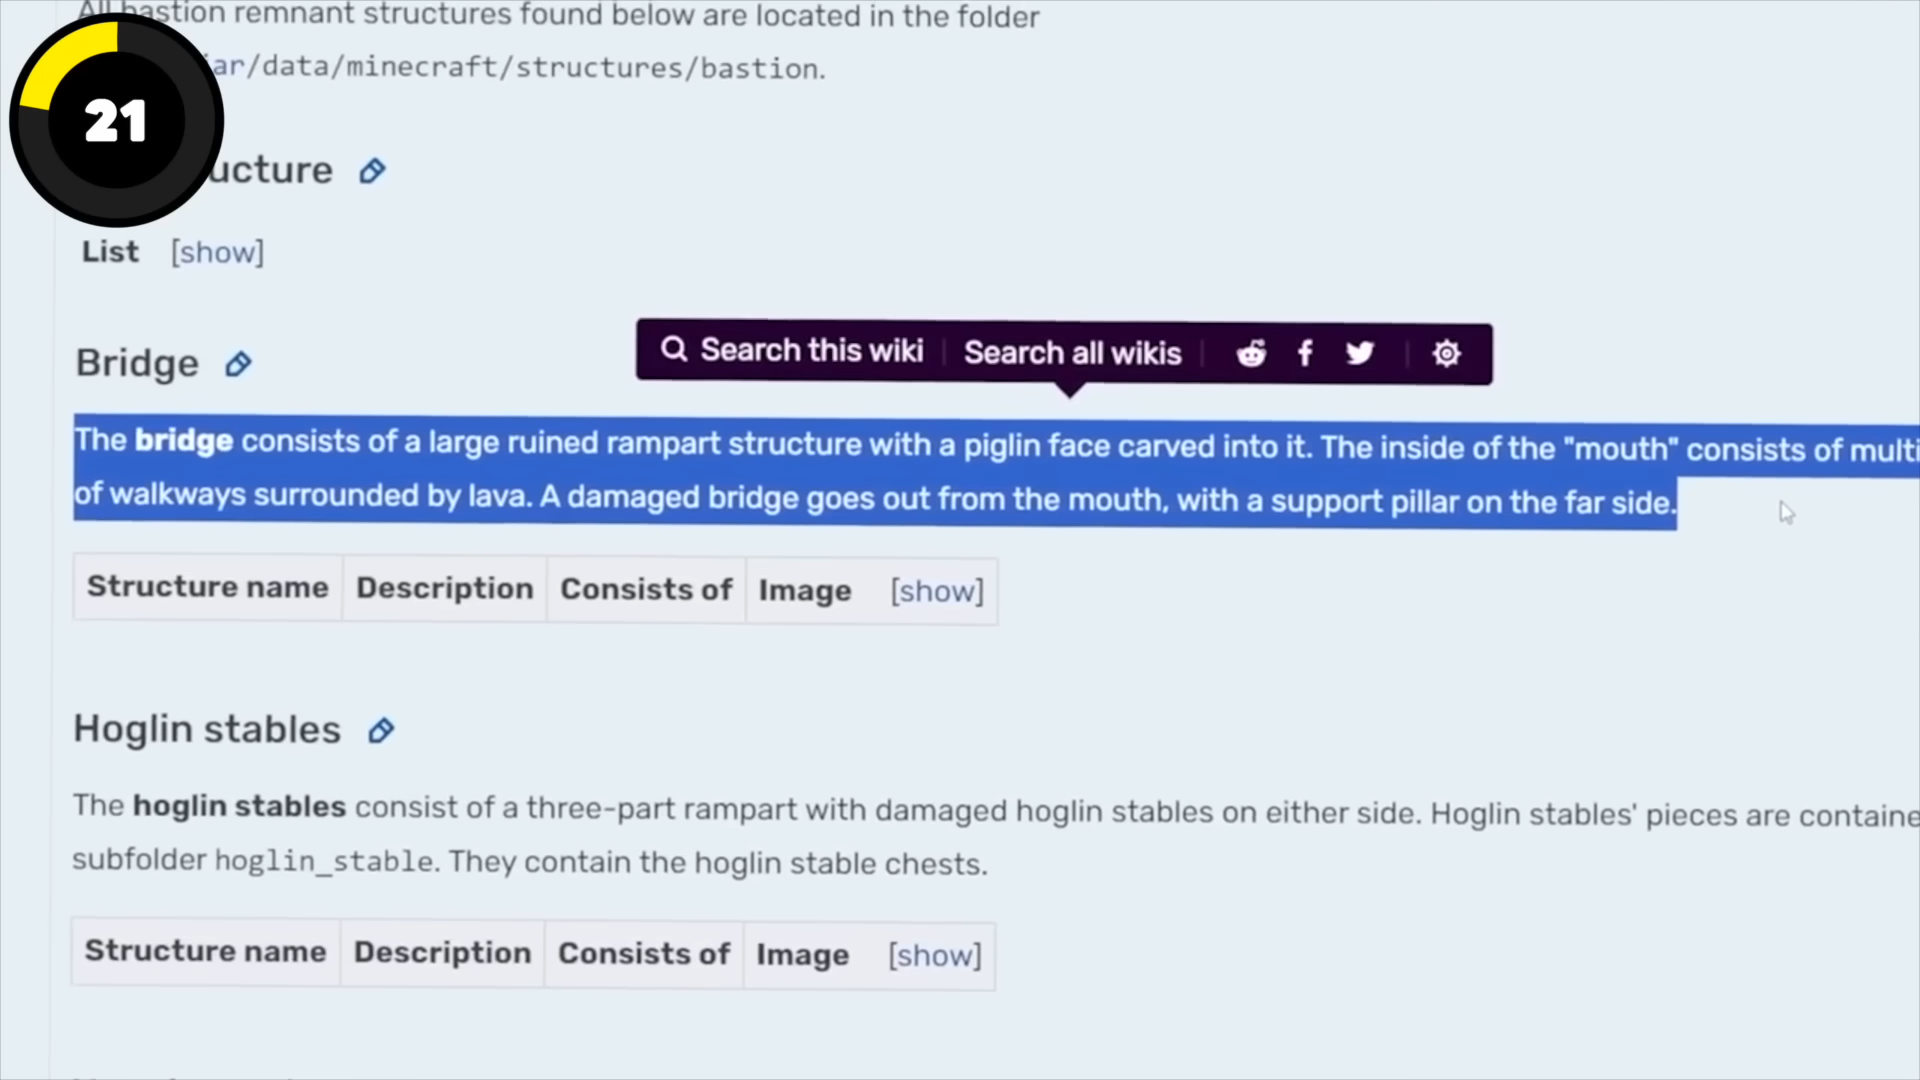 All bastion remnant structures found below are located in the folder
ar/data/minecraft/structures/bastion.
21
ucture
List [show]
Search this wiki Search all wikis
Bridge
The bridge consists of a large ruined rampart structure with a piglin face carved into it. The inside of the "mouth" consists of multi
of walkways surrounded by lava. A damaged bridge goes out from the mouth, with a support pillar on the far side.
Structure name Description Consists of Image [show]
Hoglin stables
The hoglin stables consist of a three-part rampart with damaged hoglin stables on either side. Hoglin stables' pieces are containe
subfolder hoglin_stable. They contain the hoglin stable chests.
Structure name Description Consists of Image [show]